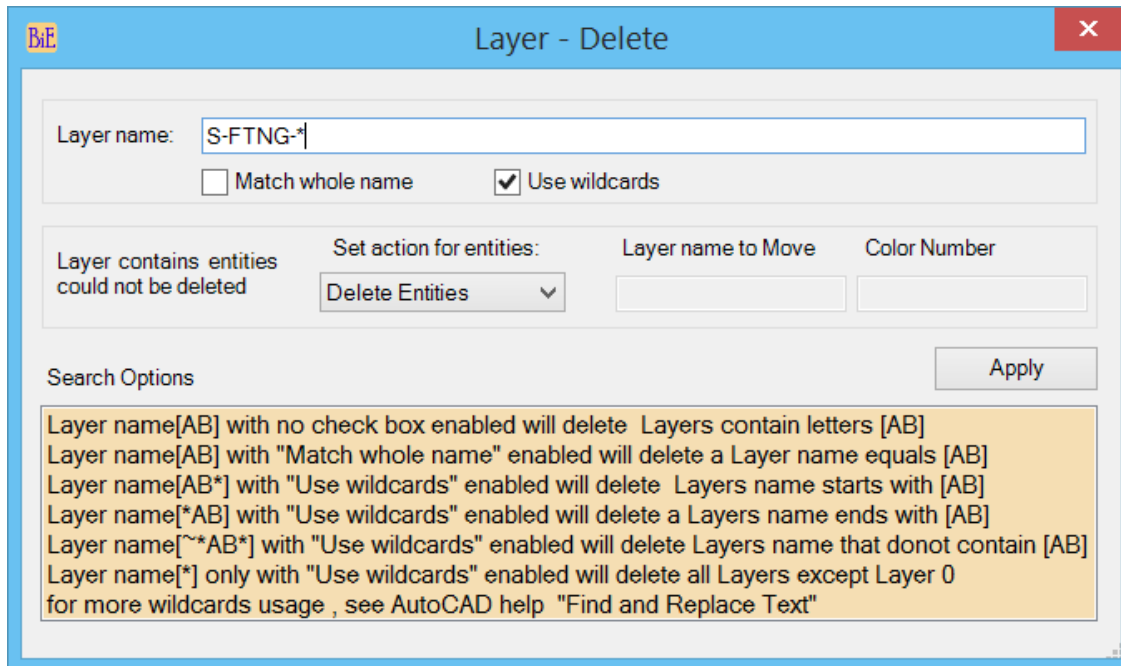 BiE
Layer - Delete
Layer name:
S-FTNG-*
Match whole name
Use wildcards
Layer contains entities
could not be deleted
Set action for entities:
Delete Entities
Layer name to Move
Color Number
Apply
Search Options
Layer name[AB] with no check box enabled will delete  Layers contain letters [AB]
Layer name[AB] with "Match whole name" enabled will delete a Layer name equals [AB]
Layer name[AB*] with "Use wildcards" enabled will delete  Layers name starts with [AB]
Layer name[*AB] with "Use wildcards" enabled will delete a Layers name ends with [AB]
Layer name[~*AB*] with "Use wildcards" enabled will delete Layers name that donot contain [AB]
Layer name[*] only with "Use wildcards" enabled will delete all Layers except Layer 0
for more wildcards usage , see AutoCAD help  "Find and Replace Text"